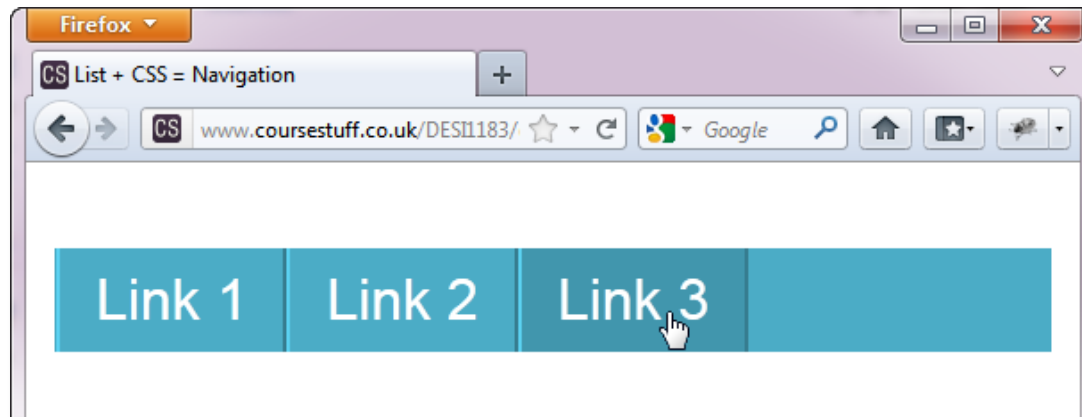 Firefox
CS List + CSS = Navigation
CS www.coursestuff.co.uk/DESI1183/ Google
Link 1 Link 2 Link 3